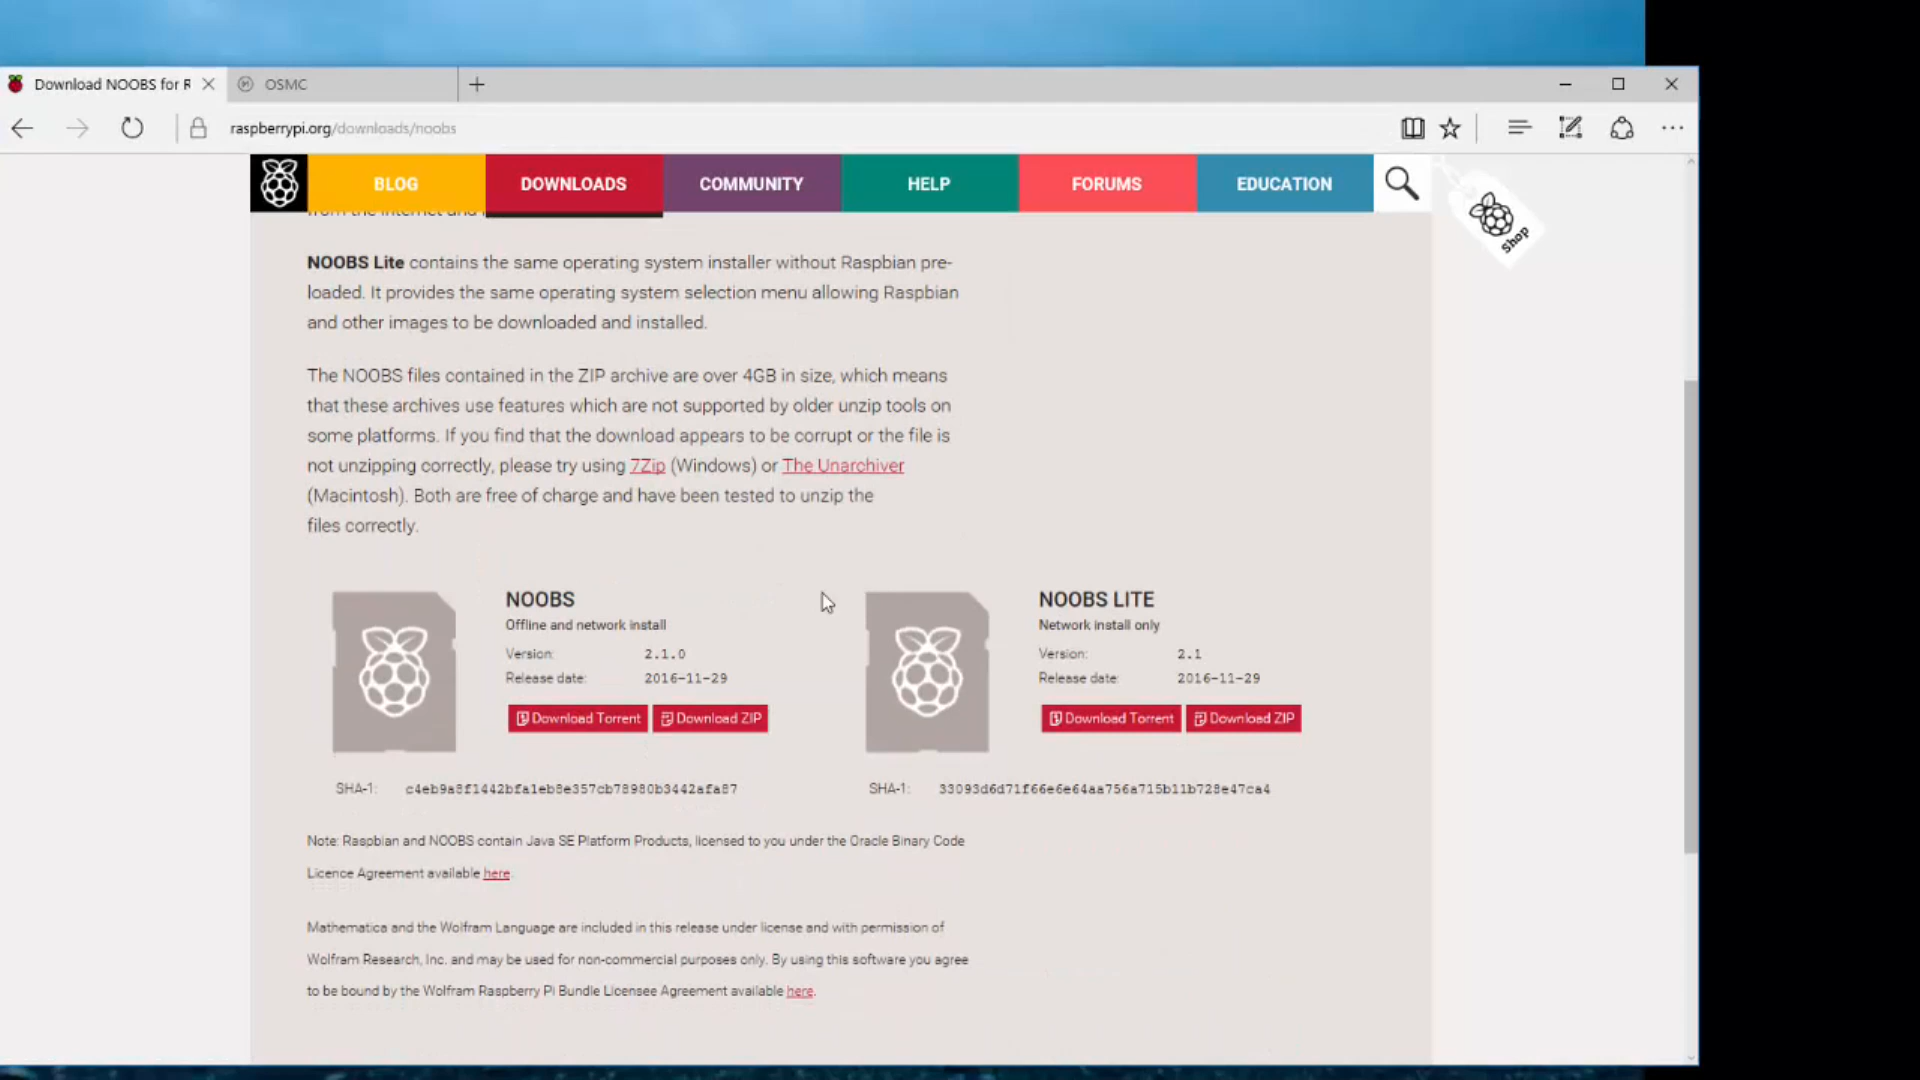 Download NOOBS for R
OSMC
raspberrypi.org/downloads/noobs
BLOG
DOWNLOADS
COMMUNITY
HELP
FORUMS
EDUCATION
Shop
from the internet and
NOOBS Lite contains the same operating system installer without Raspbian pre-
loaded. It provides the same operating system selection menu allowing Raspbian
and other images to be downloaded and installed.
The NOOBS files contained in the ZIP archive are over 4GB in size, which means
that these archives use features which are not supported by older unzip tools on
some platforms. If you find that the download appears to be corrupt or the file is
not unzipping correctly, please try using 7Zip (Windows) or The Unarchiver
(Macintosh). Both are free of charge and have been tested to unzip the
files correctly.
NOOBS
Offline and network install
Version: 2.1.0
Release date: 2016-11-29
Download Torrent Download ZIP
SHA-1: c4eb9a8f1442bfa1eb8e357cb78980b3442afa87
NOOBS LITE
Network install only
Version: 2.1
Release date: 2016-11-29
Download Torrent Download ZIP
SHA-1: 33093d6d71f66e6e64aa756a715b11b728e47ca4
Note: Raspbian and NOOBS contain Java SE Platform Products, licensed to you under the Oracle Binary Code
Licence Agreement available here.
Mathematica and the Wolfram Language are included in this release under license and with permission of
Wolfram Research, Inc. and may be used for non-commercial purposes only. By using this software you agree
to be bound by the Wolfram Raspberry Pi Bundle Licensee Agreement available here.